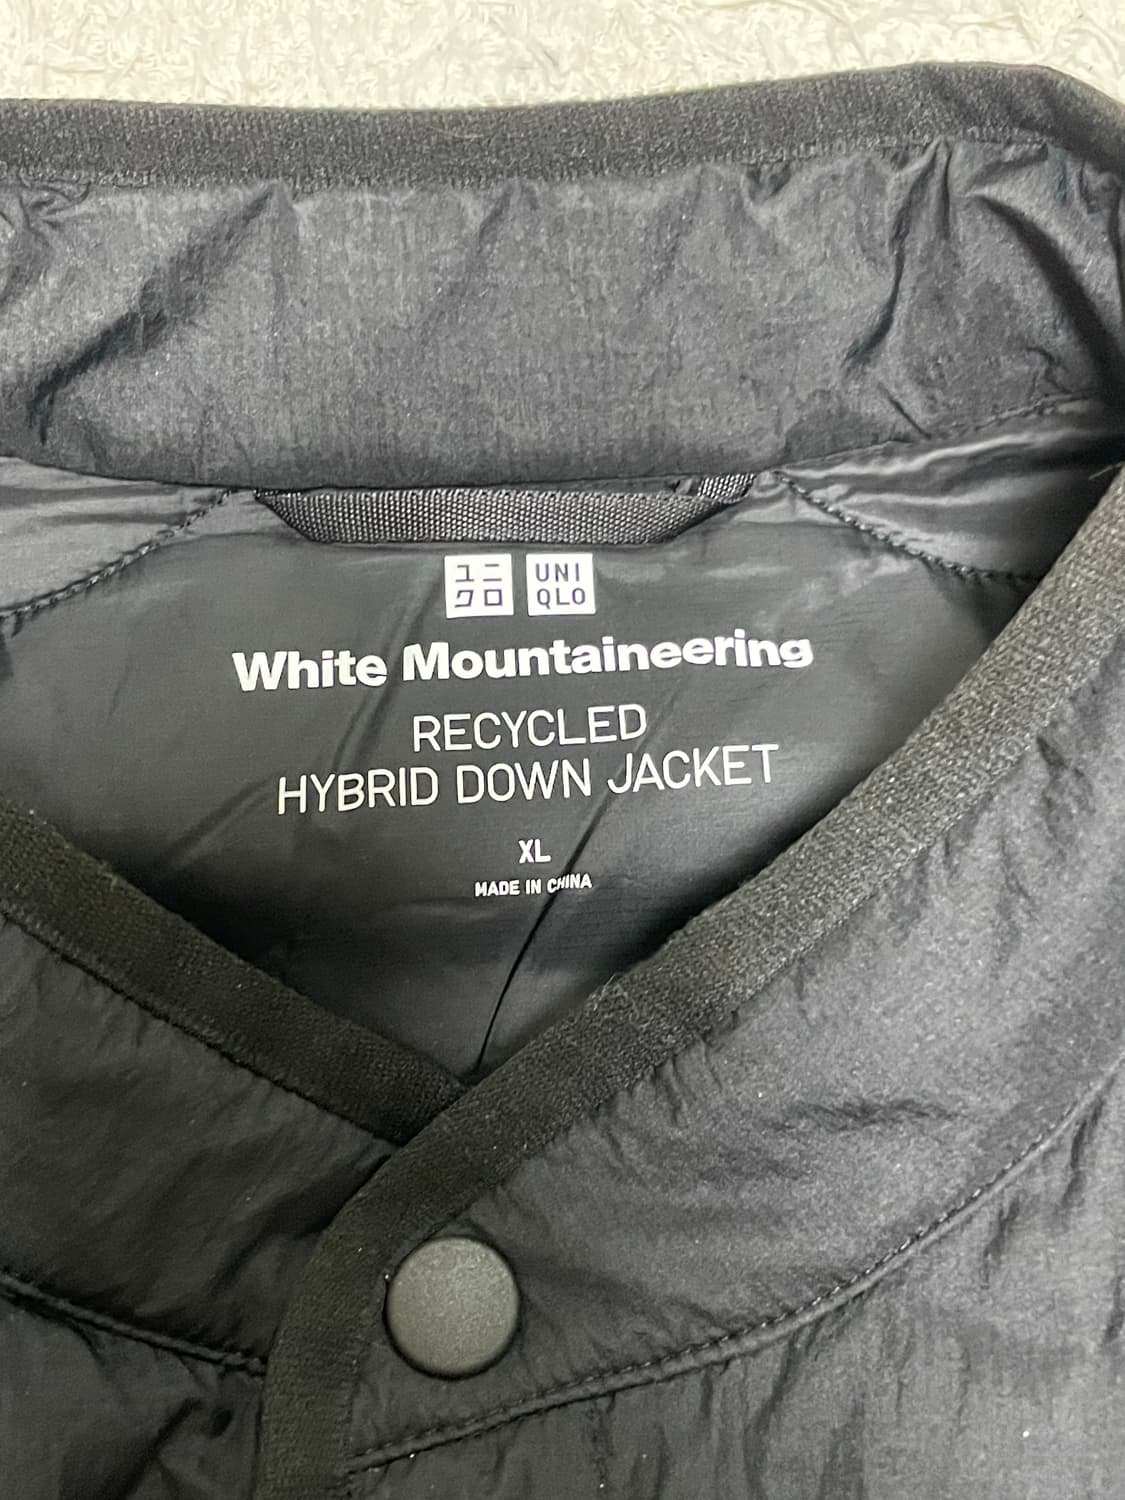 ユニ
クロ
UNI
QLO
White Mountaineering
RECYCLED
HYBRID DOWN JACKET
XL
MADE IN CHINA